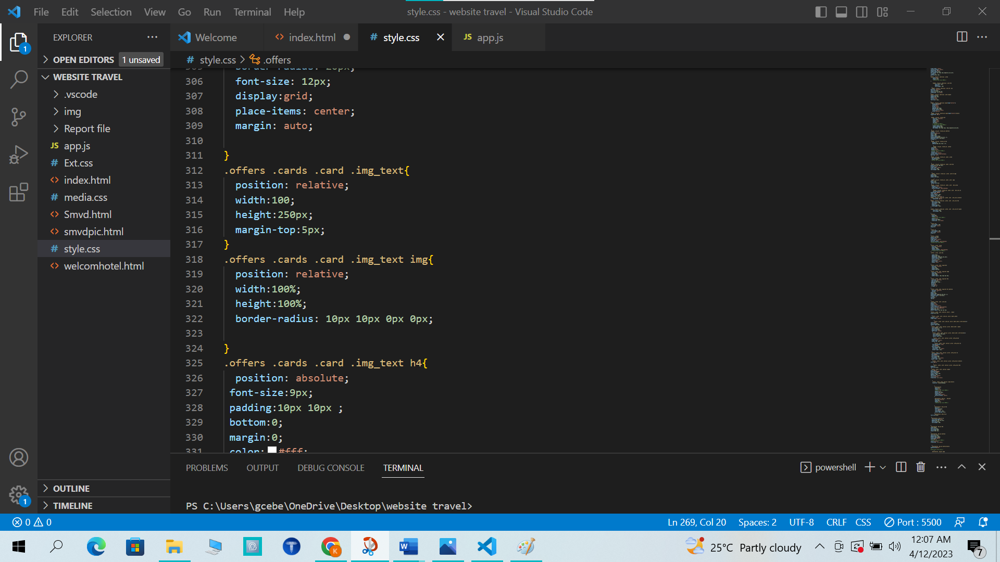 File Edit Selection View Go Run Terminal Help
style.css - website travel - Visual Studio Code
EXPLORER
Welcome
index.html
# style.css
JS app.js
1
OPEN EDITORS 1 unsaved
# style.css > .offers
WEBSITE TRAVEL
.vscode
img
Report file
JS app.js
# Ext.css
<> index.html
# media.css
<> Smvd.html
<> smvdpic.html
# style.css
<> welcomhotel.html
OUTLINE
TIMELINE
1
306 font-size: 12px;
307 display:grid;
308 place-items: center;
309 margin: auto;
310
311 }
312 .offers .cards .card .img_text{
313 position: relative;
314 width:100;
315 height:250px;
316 margin-top:5px;
317 }
318 .offers .cards .card .img_text img{
319 position: relative;
320 width:100%;
321 height:100%;
322 border-radius: 10px 10px 0px 0px;
323
324 }
325 .offers .cards .card .img_text h4{
326 position: absolute;
327 font-size:9px;
328 padding:10px 10px ;
329 bottom:0;
330 margin:0;
331 color: #fff;
PROBLEMS OUTPUT DEBUG CONSOLE TERMINAL
powershell
PS C:\Users\gcebe\OneDrive\Desktop\website travel>
0 0
Ln 269, Col 20 Spaces: 2 UTF-8 CRLF CSS Port : 5500
25°C Partly cloudy
12:07 AM
4/12/2023
7